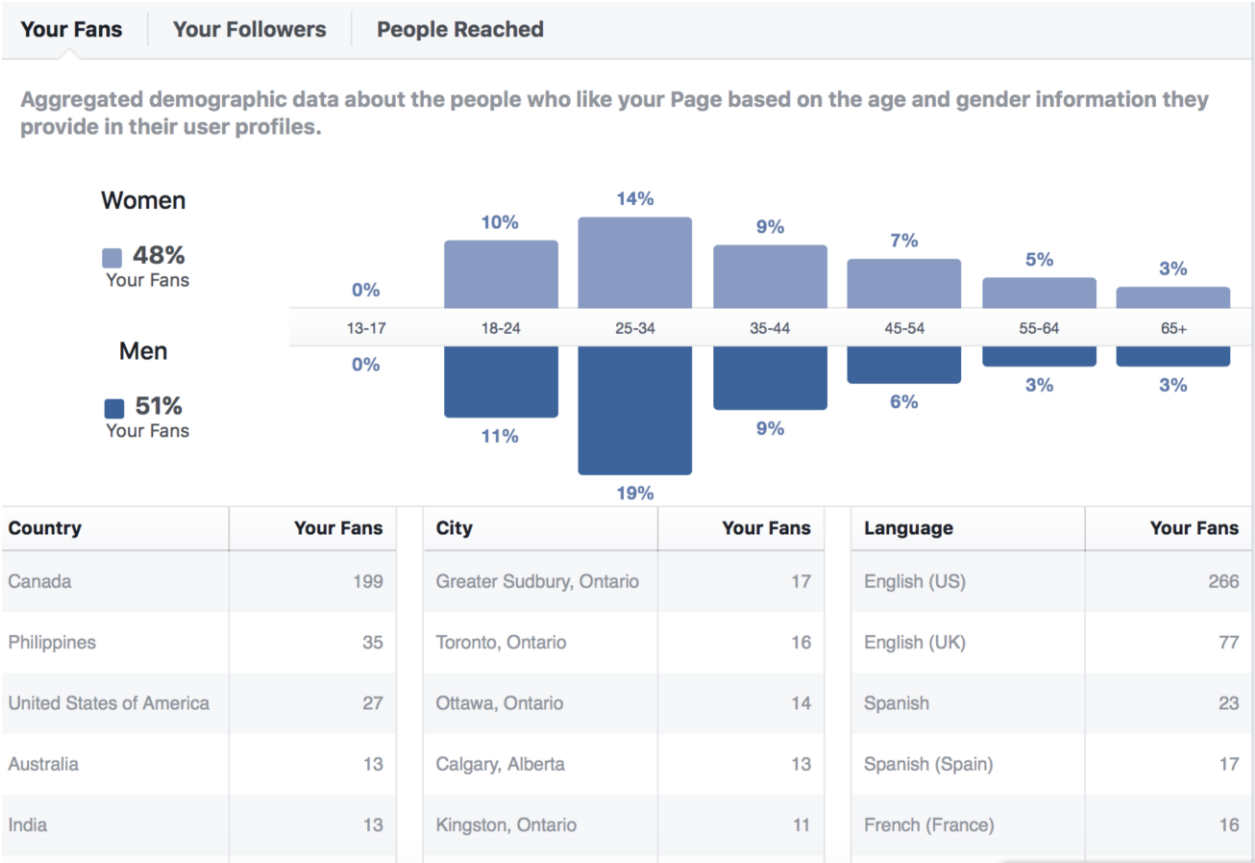 Your Fans
Your Followers
People Reached
Aggregated demographic data about the people who like your Page based on the age and gender information they
provide in their user profiles.
Women
48%
Your Fans
0%
10%
14%
9%
7%
5%
3%
13-17
18-24
25-34
35-44
45-54
55-64
65+
Men
51%
Your Fans
0%
11%
19%
9%
6%
3%
3%
Country Your Fans
Canada 199
Philippines 35
United States of America 27
Australia 13
India 13
City Your Fans
Greater Sudbury, Ontario 17
Toronto, Ontario 16
Ottawa, Ontario 14
Calgary, Alberta 13
Kingston, Ontario 11
Language Your Fans
English (US) 266
English (UK) 77
Spanish 23
Spanish (Spain) 17
French (France) 16